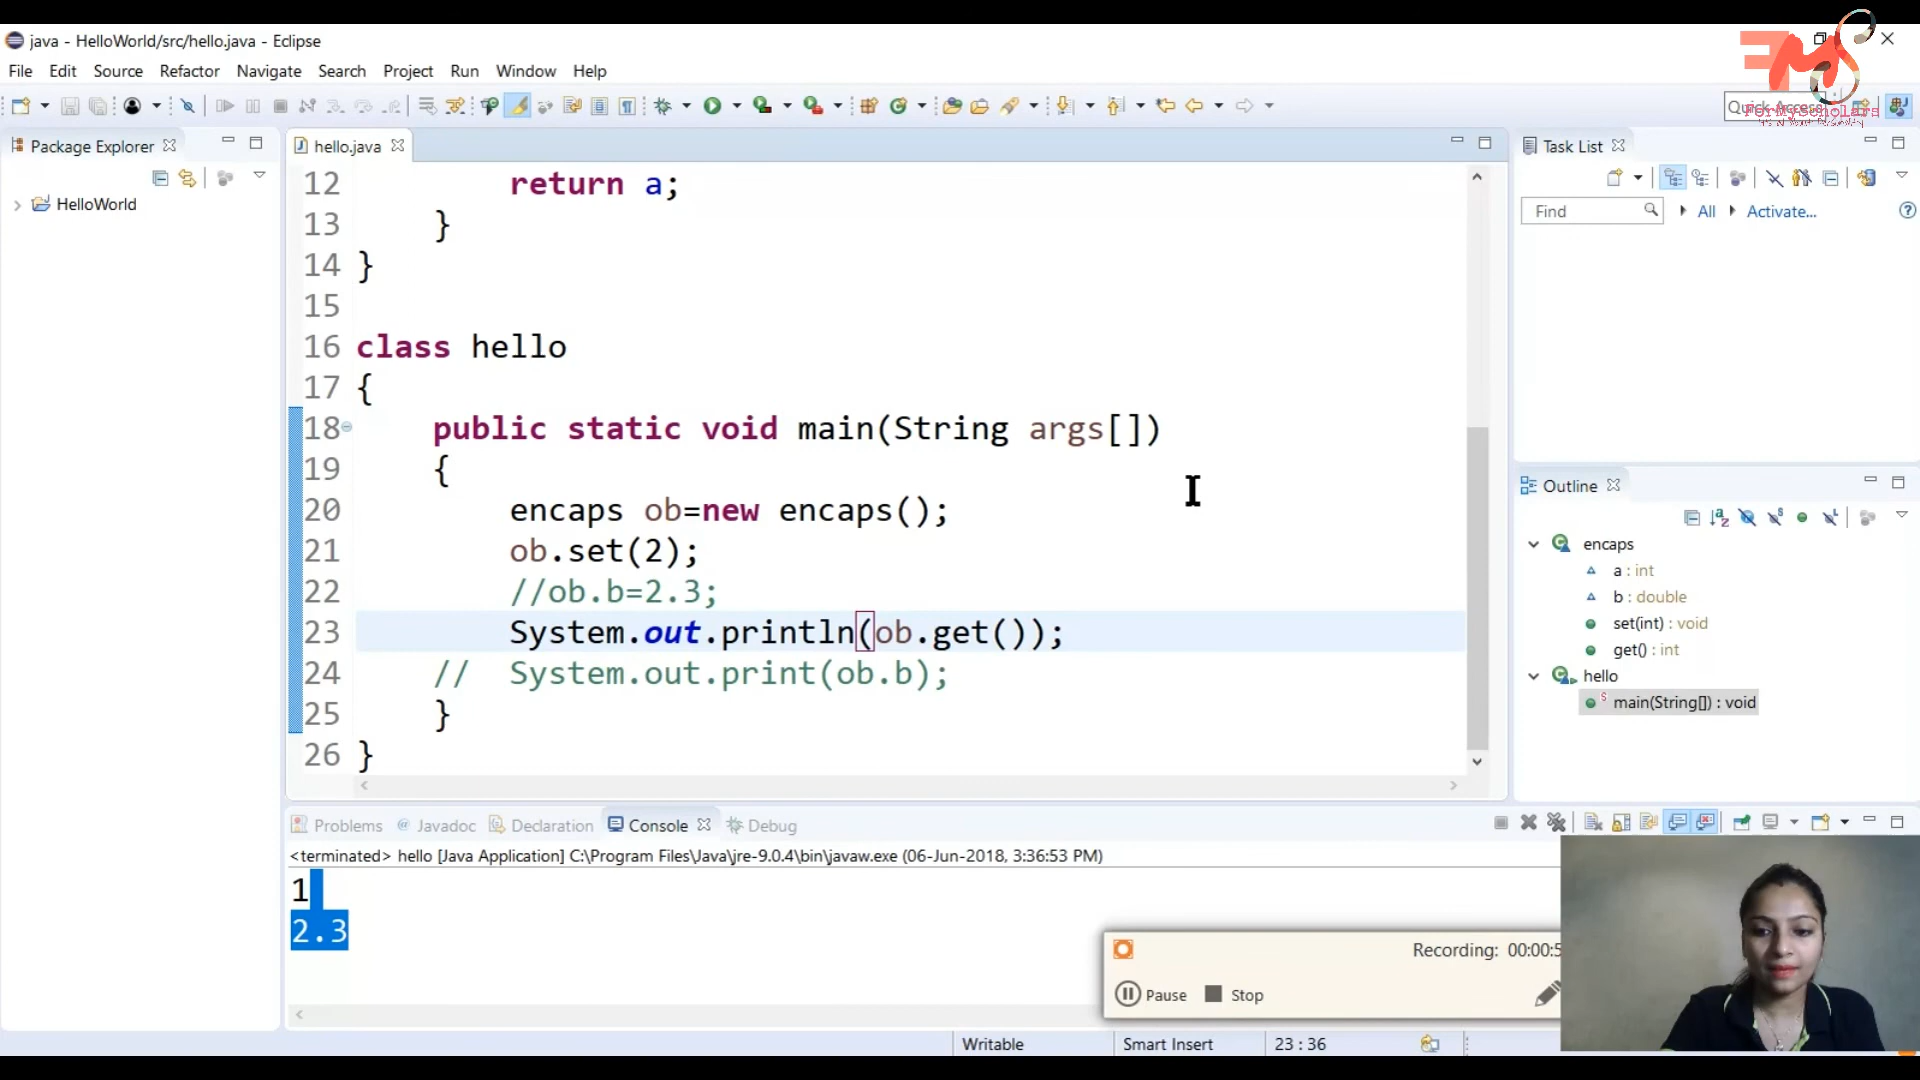 java - HelloWorld/src/hello.java - Eclipse
File Edit Source Refactor Navigate Search Project Run Window Help
Quick Access
ForMyScholars
Package Explorer
HelloWorld
hello.java
12 return a;
13 }
14 }
15
16 class hello
17 {
18 public static void main(String args[])
19 {
20 encaps ob=new encaps();
21 ob.set(2);
22 //ob.b=2.3;
23 System.out.println(ob.get());
24 // System.out.print(ob.b);
25 }
26 }
Task List
Find All Activate...
Outline
encaps
a : int
b : double
set(int) : void
get() : int
hello
main(String[]) : void
Problems Javadoc Declaration Console Debug
<terminated> hello [Java Application] C:\Program Files\Java\jre-9.0.4\bin\javaw.exe (06-Jun-2018, 3:36:53 PM)
1
2.3
Recording: 00:00:5
Pause Stop
Writable Smart Insert 23 : 36